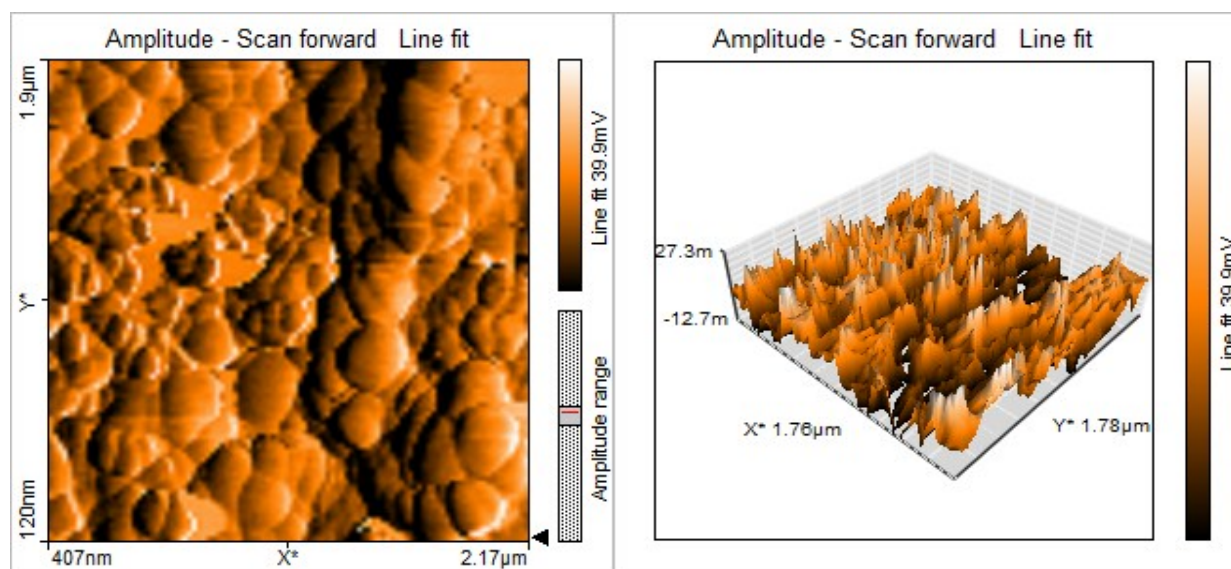 Amplitude - Scan forward Line fit
1.9µm
Y*
120nm
407nm
X*
2.17µm
Line fit 39.9mV
Amplitude range
Amplitude - Scan forward Line fit
27.3m
-12.7m
X* 1.76µm
Y* 1.78µm
Line fit 39.9mV